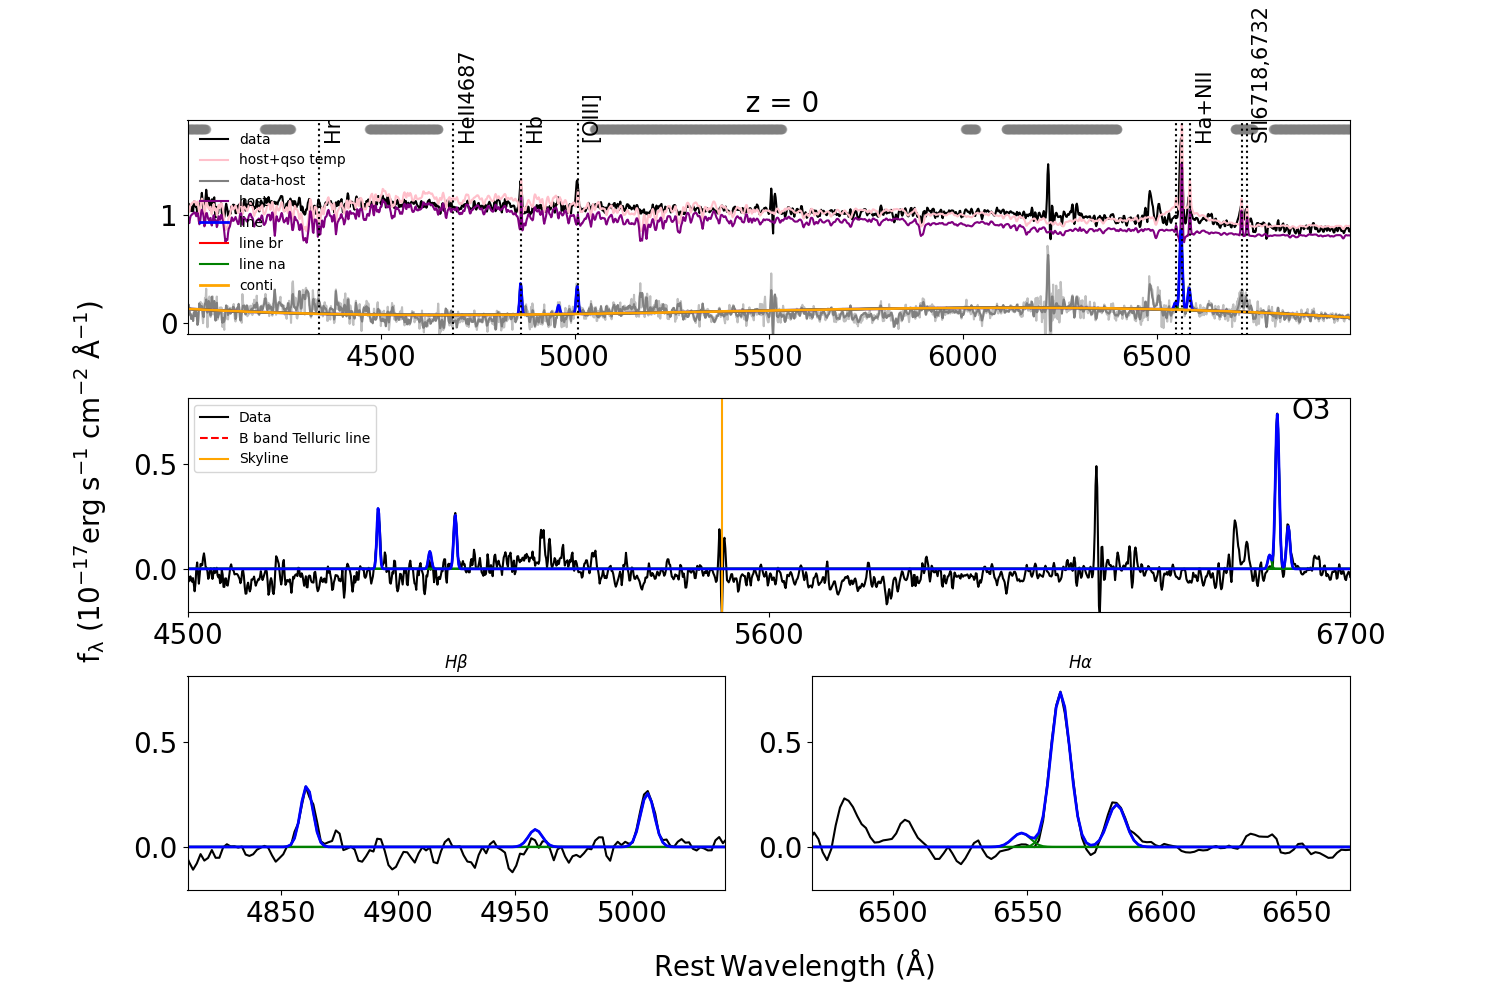 z = 0
Hr
HeII4687
Hb
[OIII]
Ha+NII
SII6718,6732
data
host+qso temp
data-host
host
line
line br
line na
conti
1
0
4500
5000
5500
6000
6500
f_λ (10^{-17}erg s^{-1} cm^{-2} Å^{-1})
O3
Data
B band Telluric line
Skyline
0.5
0.0
4500
5600
6700
Hβ
0.5
0.0
4850
4900
4950
5000
Hα
0.5
0.0
6500
6550
6600
6650
Rest Wavelength (Å)